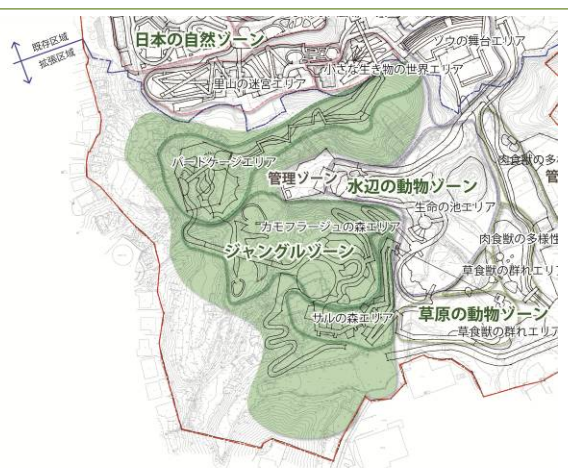 既存区域
拡張区域
日本の自然ゾーン
ゾウの舞台エリア
小さな生き物の世界エリア
里山の迷宮エリア
バードケージエリア
管理ゾーン
水辺の動物ゾーン
肉食獣の多様
管
生命の池エリア
カモフラージュの森エリア
ジャングルゾーン
肉食獣の多様性
草食獣の群れエリア
サルの森エリア
草原の動物ゾーン
草食獣の群れエリア